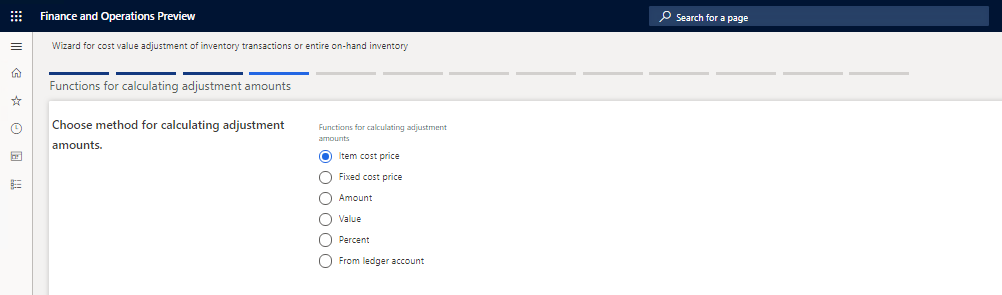 Finance and Operations Preview
Search for a page
Wizard for cost value adjustment of inventory transactions or entire on-hand inventory
Functions for calculating adjustment amounts
Choose method for calculating adjustment
amounts.
Functions for calculating adjustment
amounts
Item cost price
Fixed cost price
Amount
Value
Percent
From ledger account